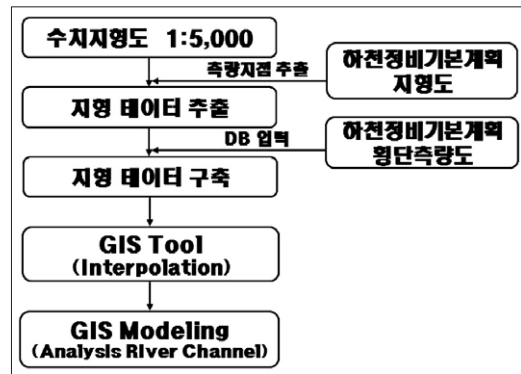 수치지형도 1:5,000
측량지점 추출
하천정비기본계획
지형도
지형 데이터 추출
DB 입력
하천정비기본계획
횡단측량도
지형 데이터 구축
GIS Tool
(Interpolation)
GIS Modeling
(Analysis River Channel)